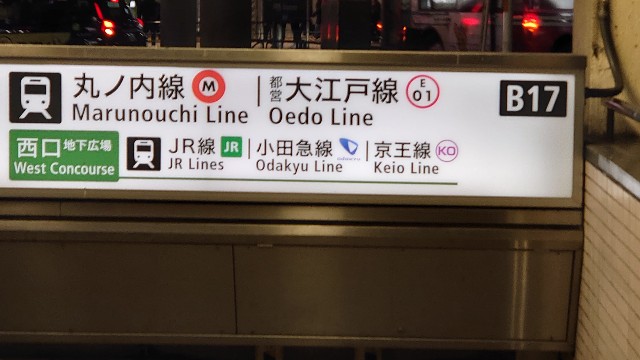 丸ノ内線 M | 都営大江戸線 E 01 B17
Marunouchi Line Oedo Line
西口地下広場 JR線 JR | 小田急線 | 京王線 KO
West Concourse JR Lines Odakyu Line Keio Line